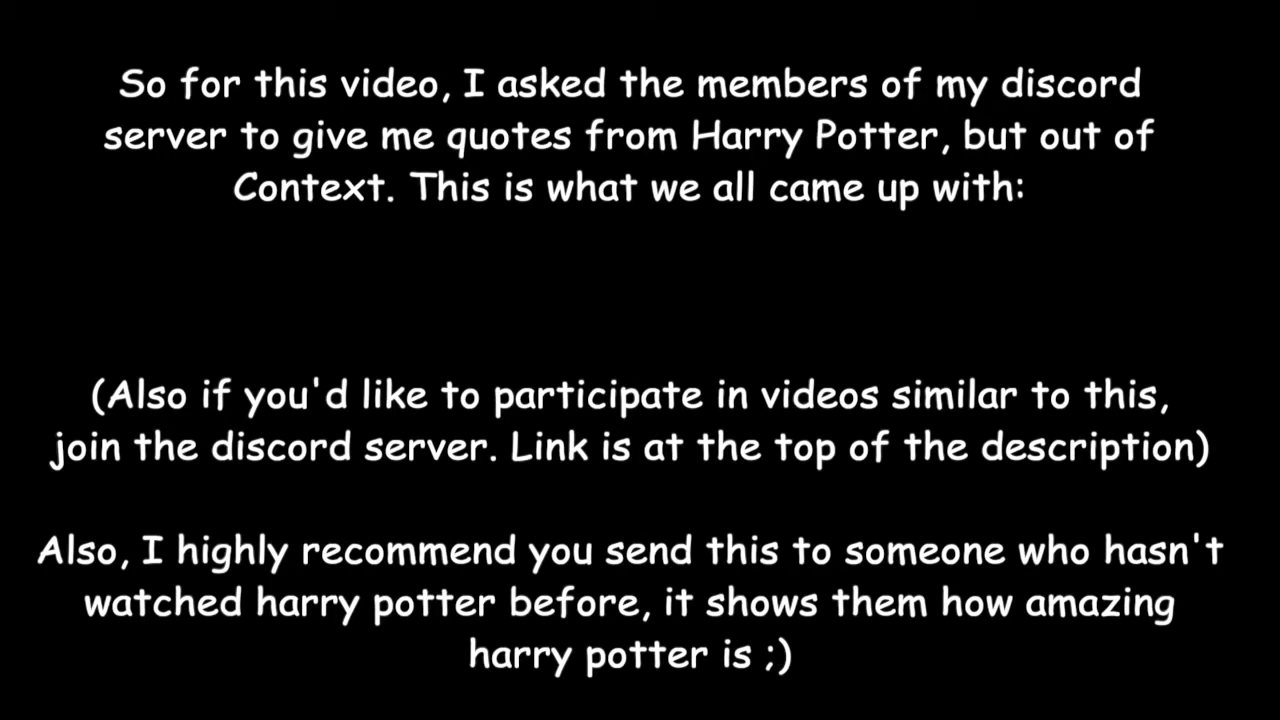 So for this video, I asked the members of my discord
server to give me quotes from Harry Potter, but out of
Context. This is what we all came up with:
(Also if you'd like to participate in videos similar to this,
join the discord server. Link is at the top of the description)
Also, I highly recommend you send this to someone who hasn't
watched harry potter before, it shows them how amazing
harry potter is ;)